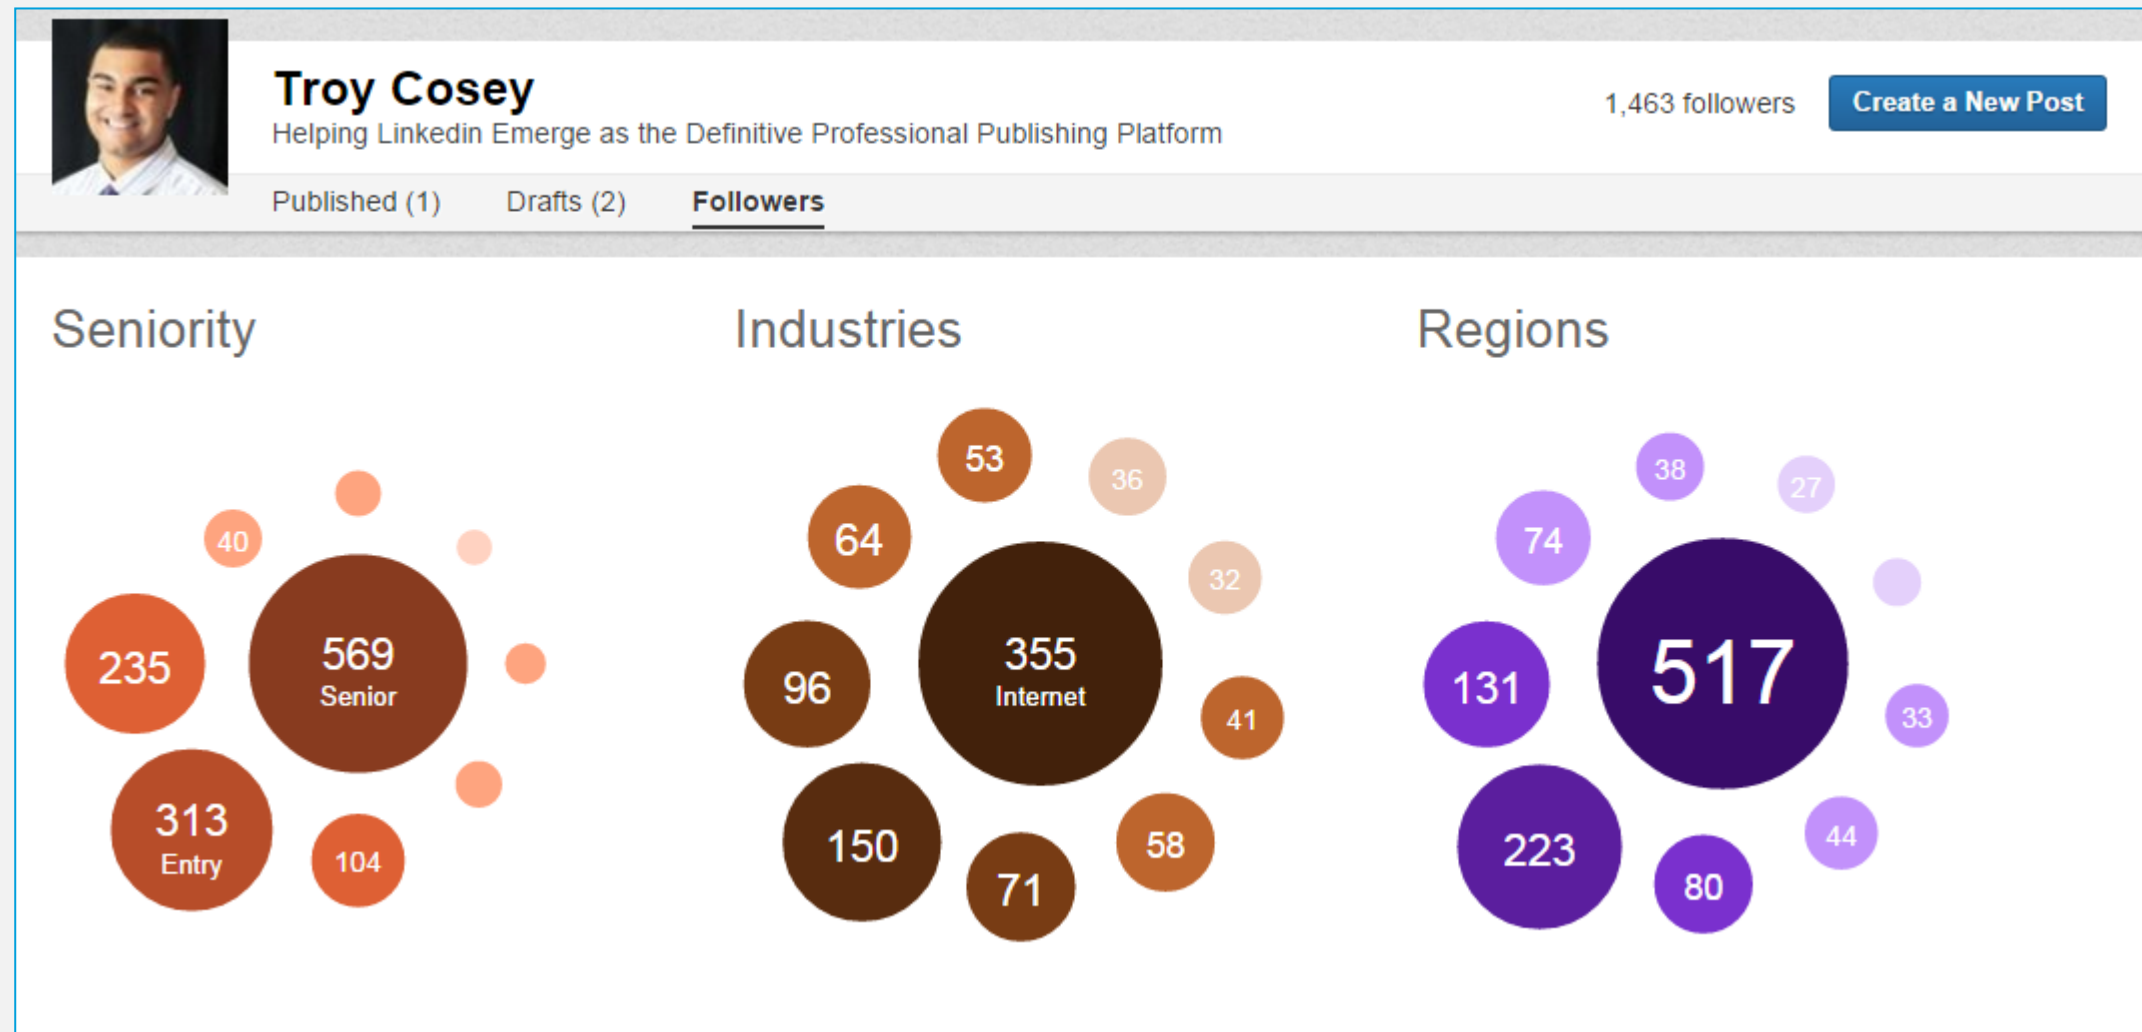 Troy Cosey
Helping Linkedin Emerge as the Definitive Professional Publishing Platform
1,463 followers
Create a New Post
Published (1)
Drafts (2)
Followers
Seniority
40
235
569
Senior
313
Entry
104
Industries
53
36
64
32
96
355
Internet
41
150
58
71
Regions
38
27
74
131
517
33
223
44
80